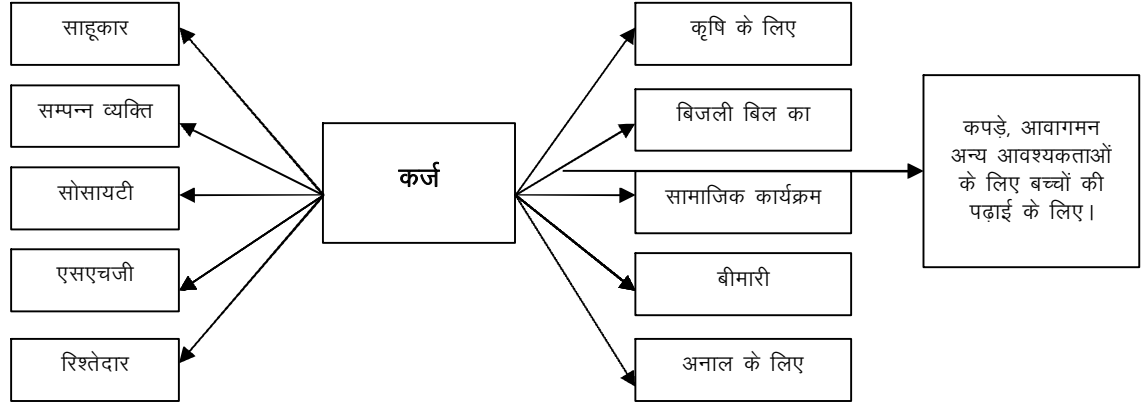 साहूकार
सम्पन्न व्यक्ति
सोसायटी
एसएचजी
रिश्तेदार
कर्ज
कृषि के लिए
बिजली बिल का
सामाजिक कार्यक्रम
बीमारी
अनाल के लिए
कपड़े, आवागमन
अन्य आवश्यकताओं
के लिए बच्चों की
पढ़ाई के लिए।